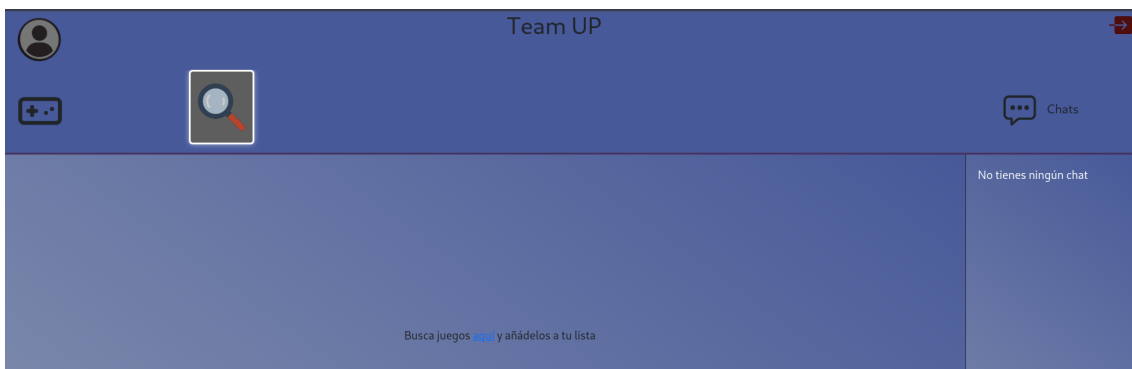 Team UP
Chats
No tienes ningún chat
Busca juegos aquí y añádelos a tu lista